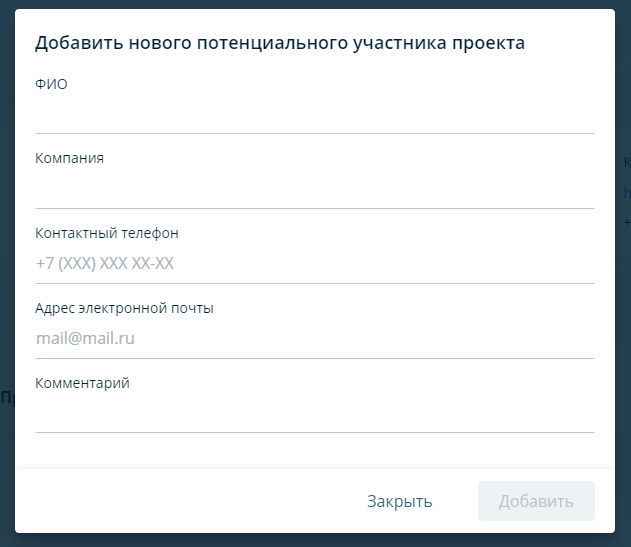 Добавить нового потенциального участника проекта
ФИО
Компания
Контактный телефон
+7 (XXX) XXX XX-XX
Адрес электронной почты
mail@mail.ru
Комментарий
Закрыть
Добавить